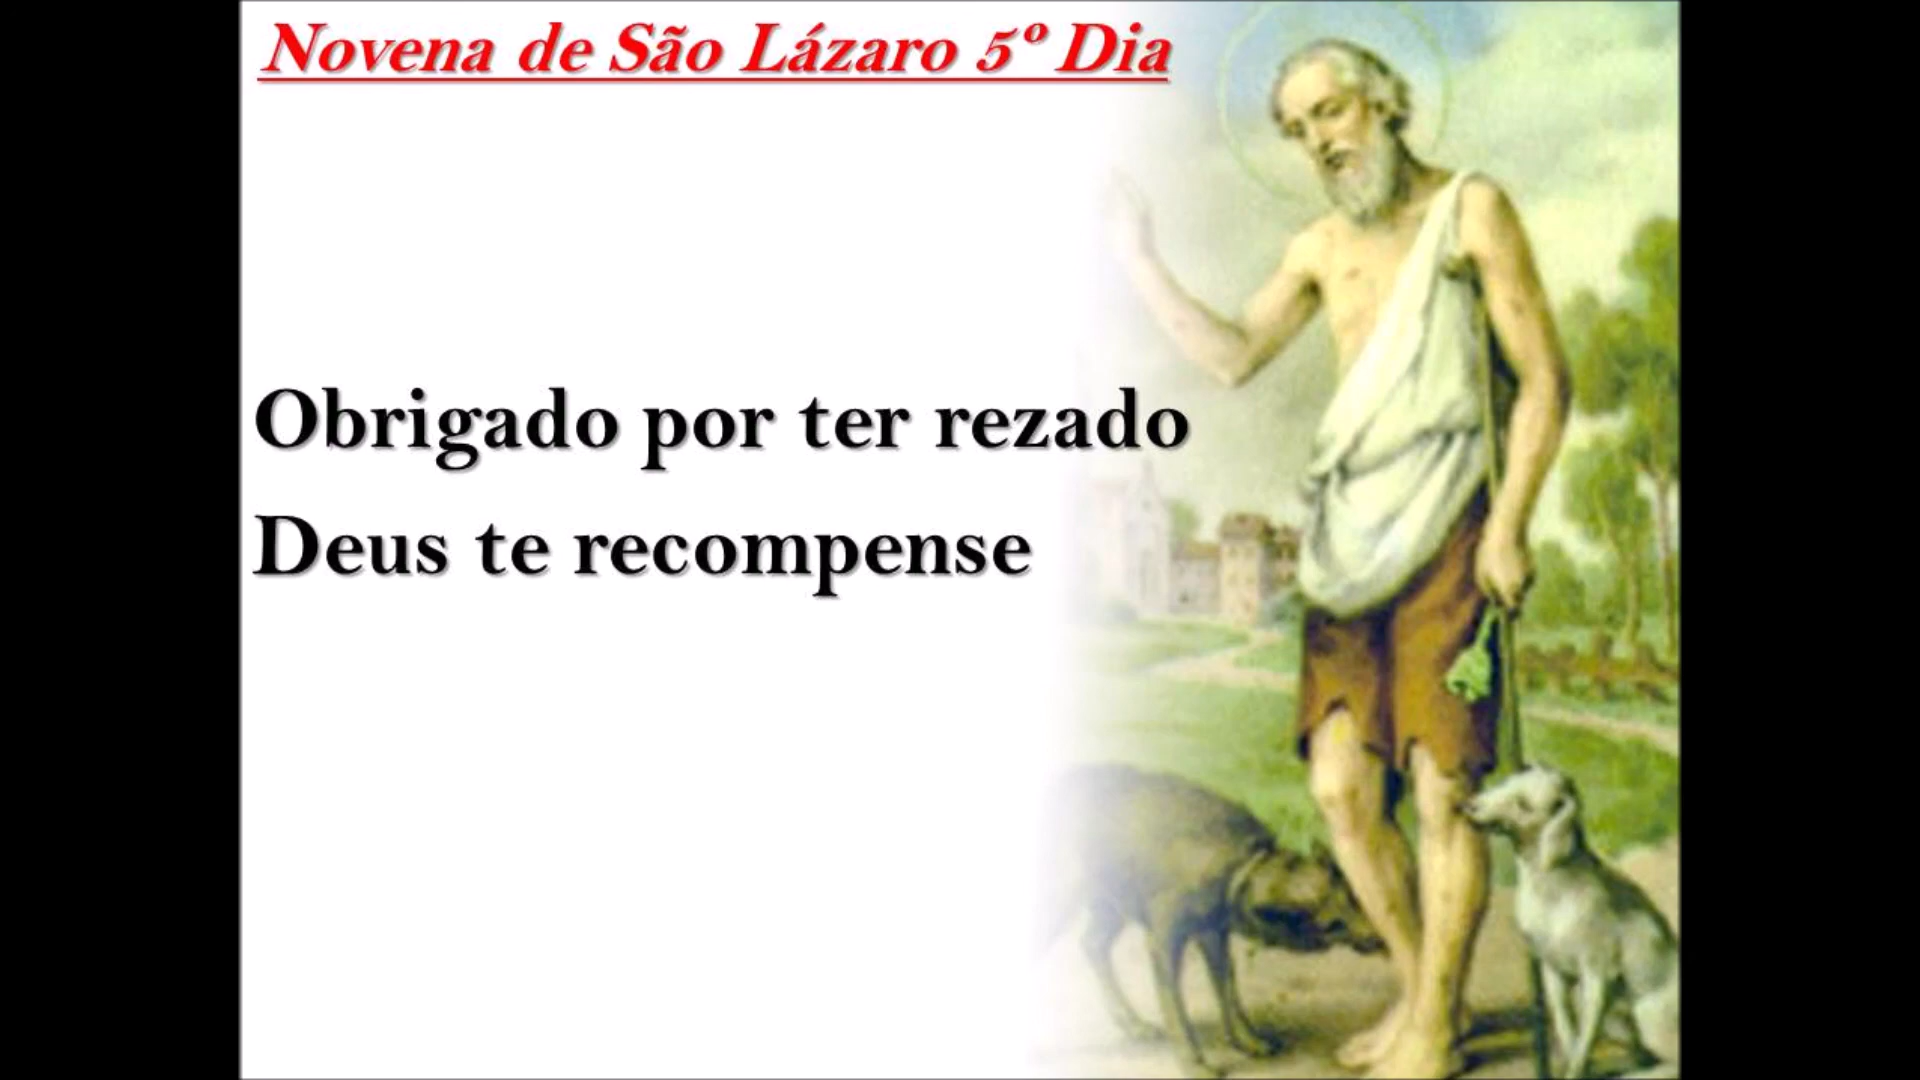 Novena de São Lázaro 5º Dia
Obrigado por ter rezado
Deus te recompense